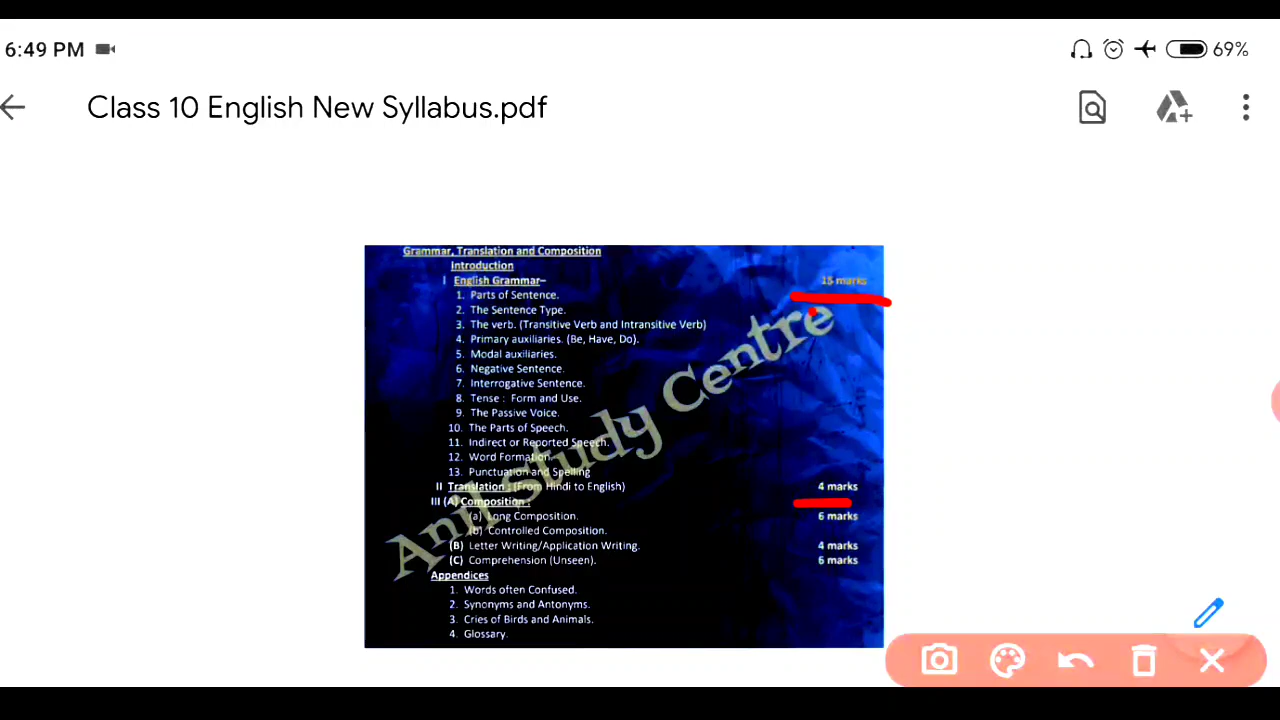 6:49 PM 69%
Class 10 English New Syllabus.pdf
Grammar, Translation and Composition
Introduction
I English Grammar– 15 marks
1. Parts of Sentence.
2. The Sentence Type.
3. The verb. (Transitive Verb and Intransitive Verb)
4. Primary auxiliaries. (Be, Have, Do).
5. Modal auxiliaries.
6. Negative Sentence.
7. Interrogative Sentence.
8. Tense : Form and Use.
9. The Passive Voice.
10. The Parts of Speech.
11. Indirect or Reported Speech.
12. Word Formation.
13. Punctuation and Spelling
II Translation : (From Hindi to English) 4 marks
III (A) Composition :
(a) Long Composition. 6 marks
(b) Controlled Composition.
(B) Letter Writing/Application Writing. 4 marks
(C) Comprehension (Unseen). 6 marks
Appendices
1. Words often Confused.
2. Synonyms and Antonyms.
3. Cries of Birds and Animals.
4. Glossary.
Anil Study Centre